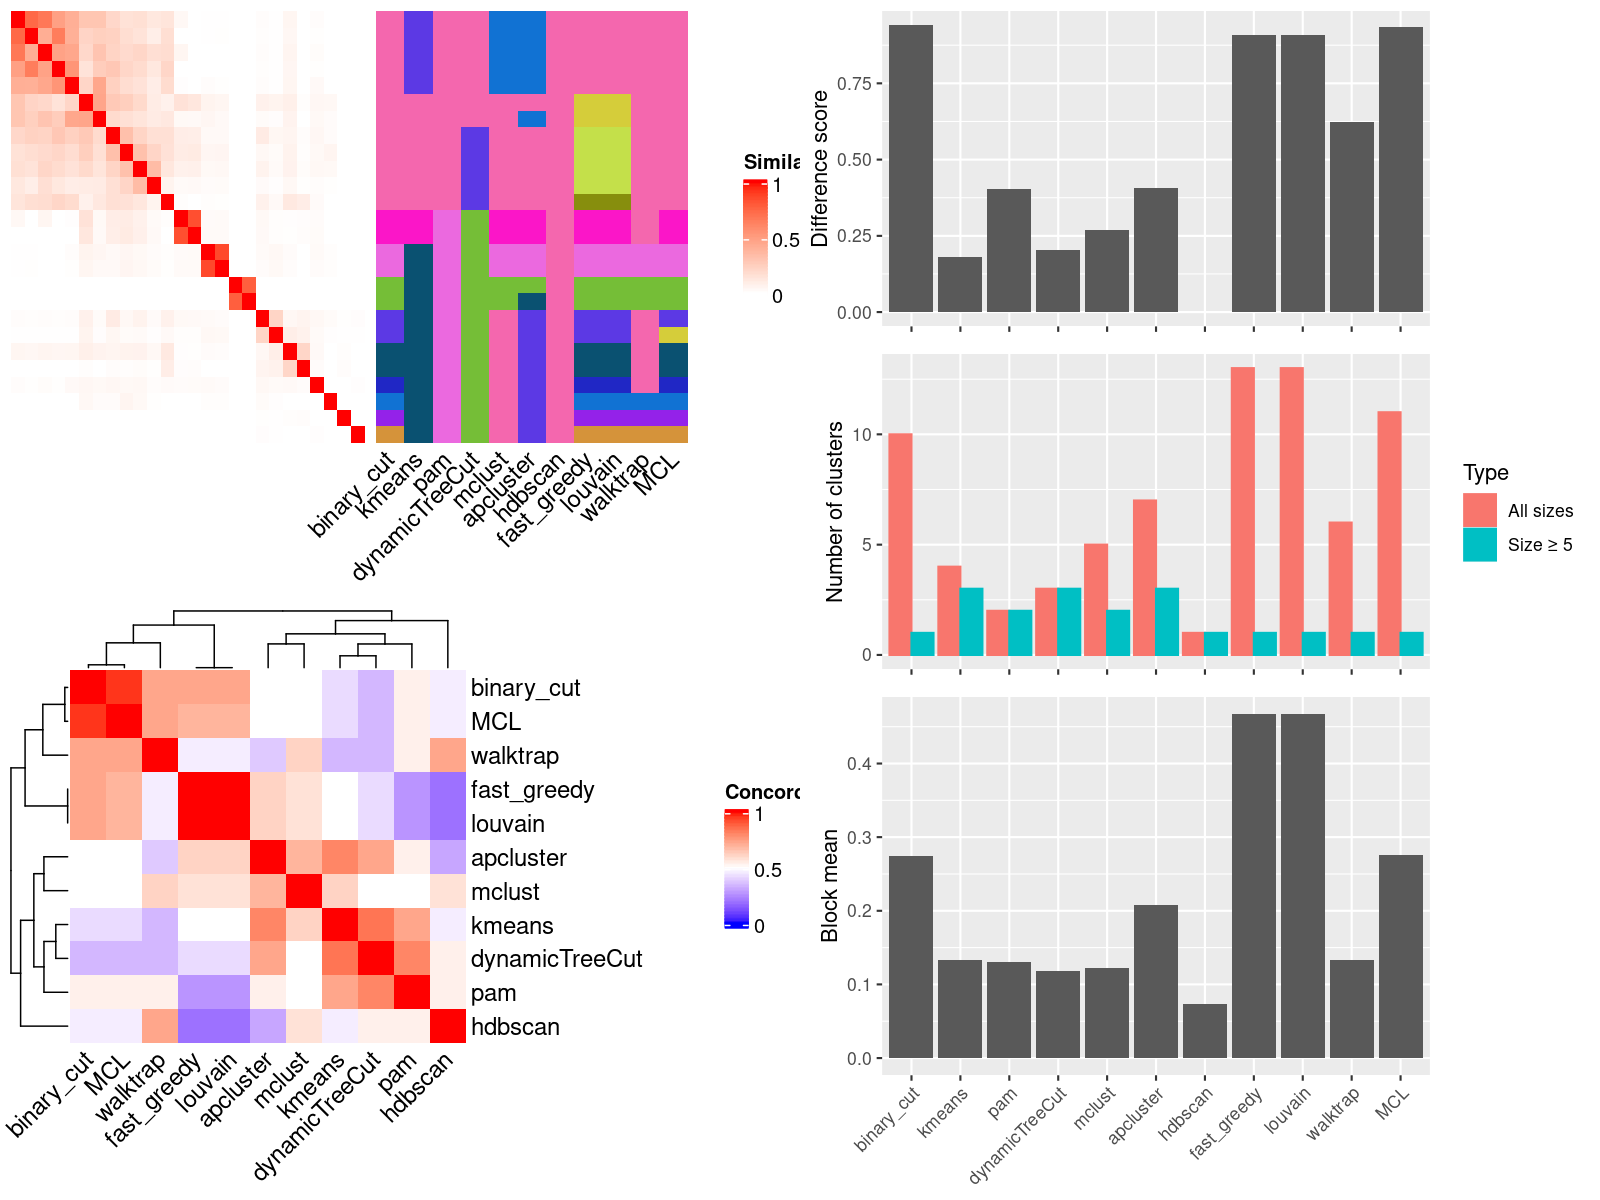 Simila
1
0.5
0
binary_cut
kmeans
pam
dynamicTreeCut
mclust
apcluster
hdbscan
fast_greedy
louvain
walktrap
MCL
binary_cut
MCL
walktrap
fast_greedy
louvain
apcluster
mclust
kmeans
dynamicTreeCut
pam
hdbscan
Concord
1
0.5
0
binary_cut
MCL
walktrap
fast_greedy
louvain
apcluster
mclust
kmeans
dynamicTreeCut
pam
hdbscan
Difference score
0.75
0.50
0.25
0.00
Number of clusters
10
5
0
Type
All sizes
Size ≥ 5
Block mean
0.4
0.3
0.2
0.1
0.0
binary_cut
kmeans
pam
dynamicTreeCut
mclust
apcluster
hdbscan
fast_greedy
louvain
walktrap
MCL